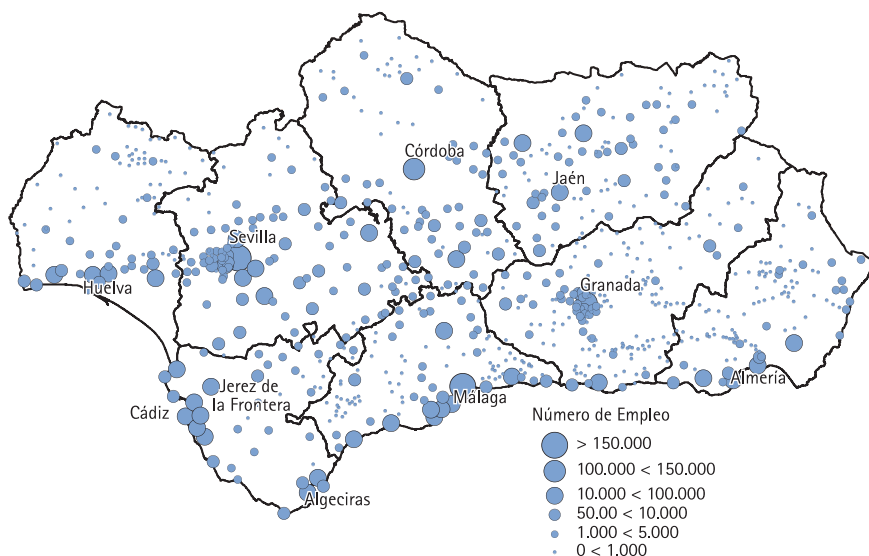 Córdoba
Jaén
Sevilla
Granada
Huelva
Jerez de
la Frontera
Cádiz
Málaga
Almería
Algeciras
Número de Empleo
> 150.000
100.000 < 150.000
10.000 < 100.000
50.00 < 10.000
1.000 < 5.000
0 < 1.000